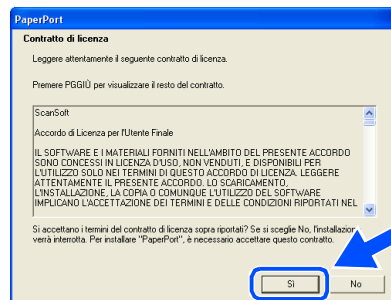 PaperPort
Contratto di licenza
Leggere attentamente il seguente contratto di licenza.
Premere PGGIÙ per visualizzare il resto del contratto.
ScanSoft
Accordo di Licenza per l'Utente Finale
IL SOFTWARE E I MATERIALI FORNITI NELL'AMBITO DEL PRESENTE ACCORDO
SONO CONCESSI IN LICENZA D'USO, NON VENDUTI, E DISPONIBILI PER
L'UTILIZZO SOLO NEI TERMINI DI QUESTO ACCORDO DI LICENZA. LEGGERE
ATTENTAMENTE IL PRESENTE ACCORDO. LO SCARICAMENTO,
L'INSTALLAZIONE, LA COPIA O COMUNQUE L'UTILIZZO DEL SOFTWARE
IMPLICANO L'ACCETTAZIONE DEI TERMINI E DELLE CONDIZIONI RIPORTATI NEL
Si accettano i termini del contratto di licenza sopra riportati? Se si sceglie No, l'installazione
verrà interrotta. Per installare "PaperPort", è necessario accettare questo contratto.
Sì
No